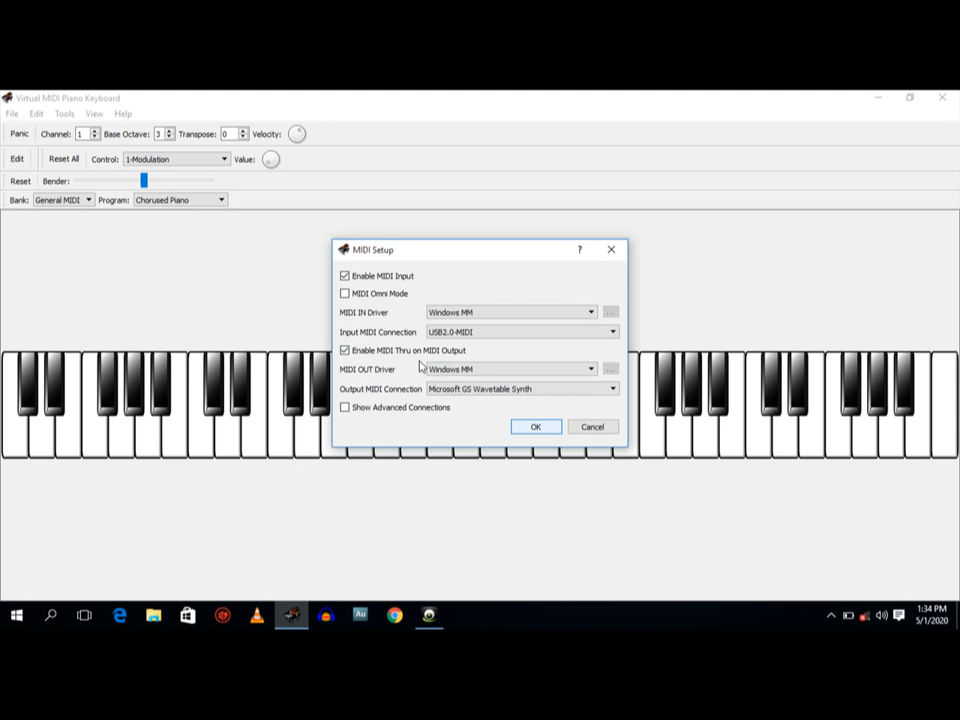 Virtual MIDI Piano Keyboard
File Edit Tools View Help
Panic Channel: 1 Base Octave: 3 Transpose: 0 Velocity:
Edit Reset All Control: 1-Modulation Value:
Reset Bender:
Bank: General MIDI Program: Chorused Piano
MIDI Setup ?
Enable MIDI Input
MIDI Omni Mode
MIDI IN Driver Windows MM ...
Input MIDI Connection USB2.0-MIDI
Enable MIDI Thru on MIDI Output
MIDI OUT Driver Windows MM ...
Output MIDI Connection Microsoft GS Wavetable Synth
Show Advanced Connections
OK Cancel
Au
1:34 PM
5/1/2020